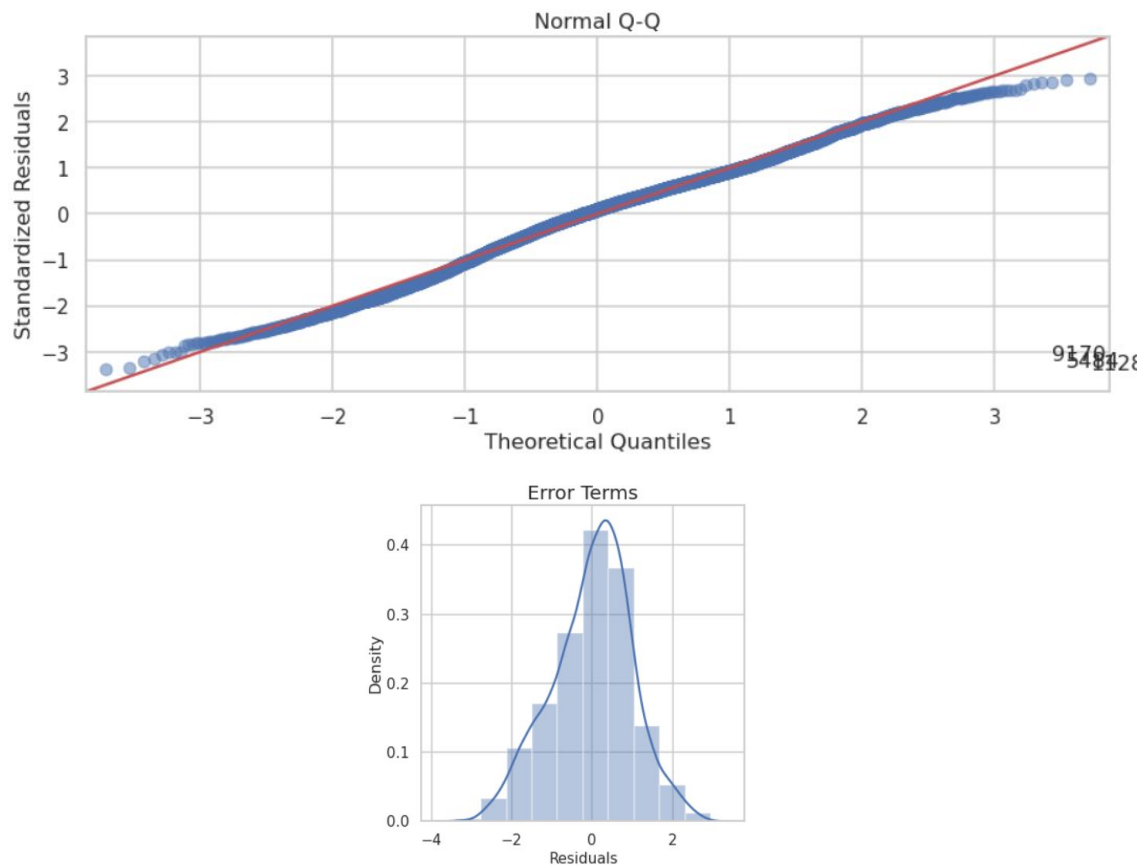 Normal Q-Q
Standardized Residuals
3
2
1
0
−1
−2
−3
9170
5484
1128
−3 −2 −1 0 1 2 3
Theoretical Quantiles
Error Terms
Density
0.4
0.3
0.2
0.1
0.0
−4 −2 0 2
Residuals